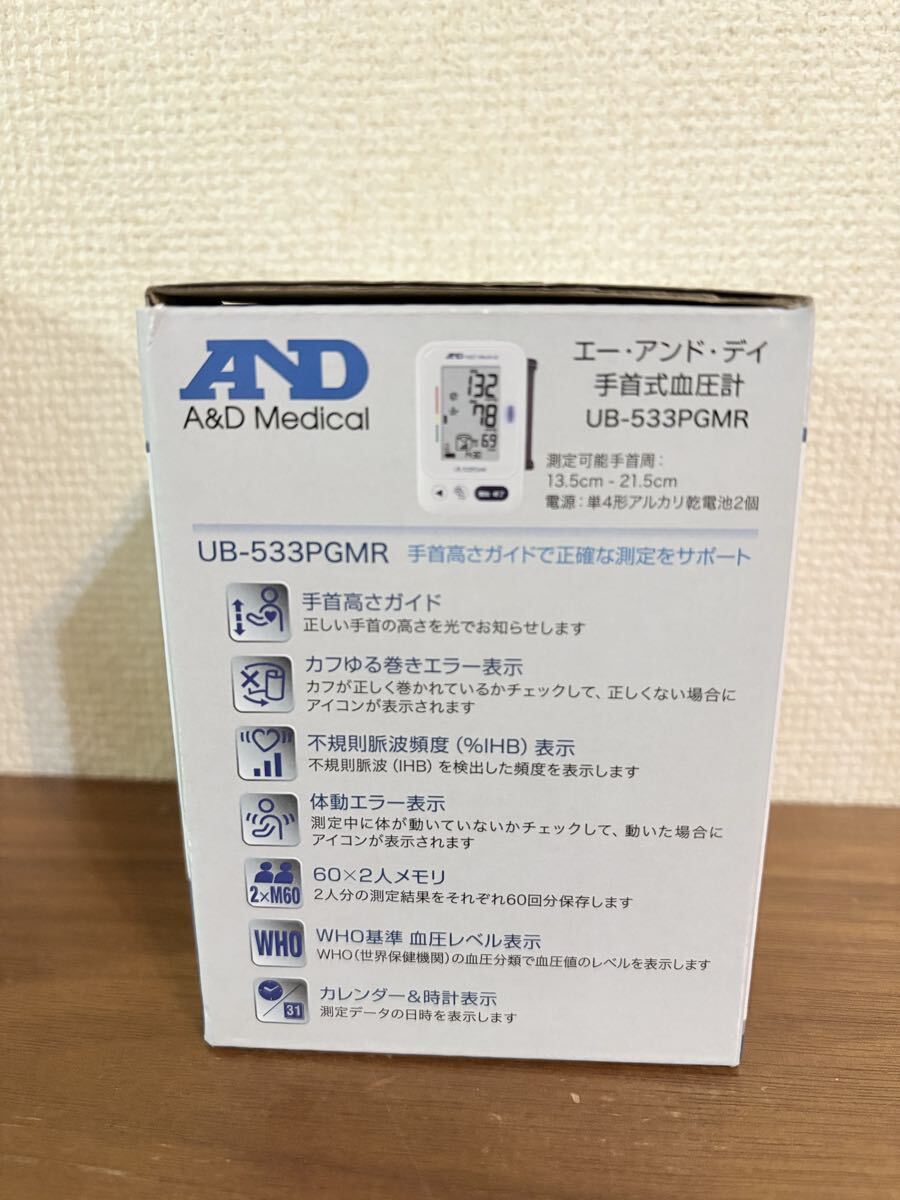 AND
A&D Medical
AND A&D Medical
132
78
69
UB-533PGMR
エー・アンド・デイ
手首式血圧計
UB-533PGMR
測定可能手首周：
13.5cm - 21.5cm
電源：単4形アルカリ乾電池2個
UB-533PGMR 手首高さガイドで正確な測定をサポート
手首高さガイド
正しい手首の高さを光でお知らせします
カフゆる巻きエラー表示
カフが正しく巻かれているかチェックして、正しくない場合に
アイコンが表示されます
不規則脈波頻度（%IHB）表示
不規則脈波（IHB）を検出した頻度を表示します
体動エラー表示
測定中に体が動いていないかチェックして、動いた場合に
アイコンが表示されます
2×M60
60×2人メモリ
2人分の測定結果をそれぞれ60回分保存します
WHO
WHO基準 血圧レベル表示
WHO（世界保健機関）の血圧分類で血圧値のレベルを表示します
31
カレンダー&時計表示
測定データの日時を表示します